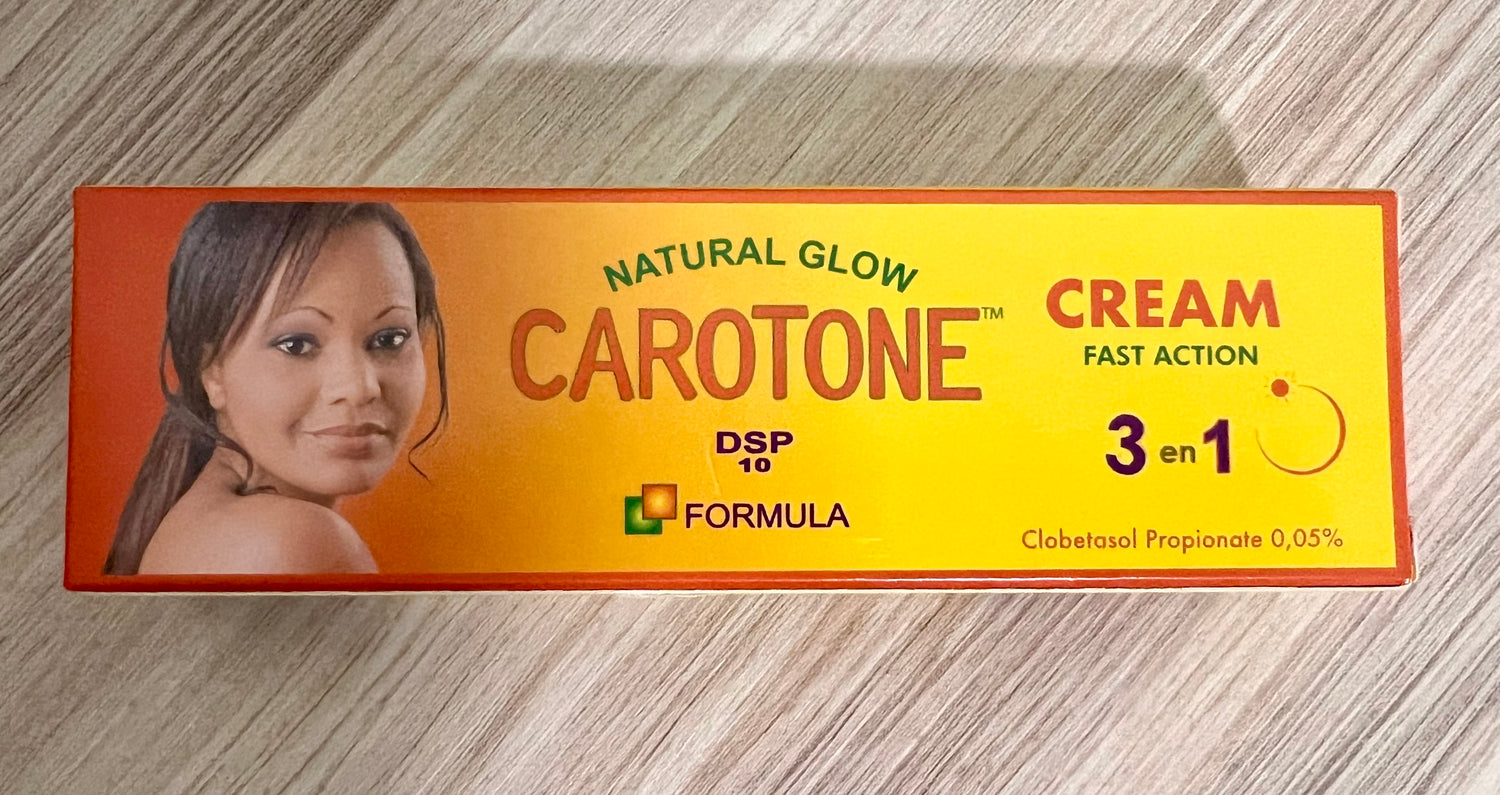 NATURAL GLOW
CAROTONE™
DSP
10
FORMULA
CREAM
FAST ACTION
3 en 1
Clobetasol Propionate 0,05%